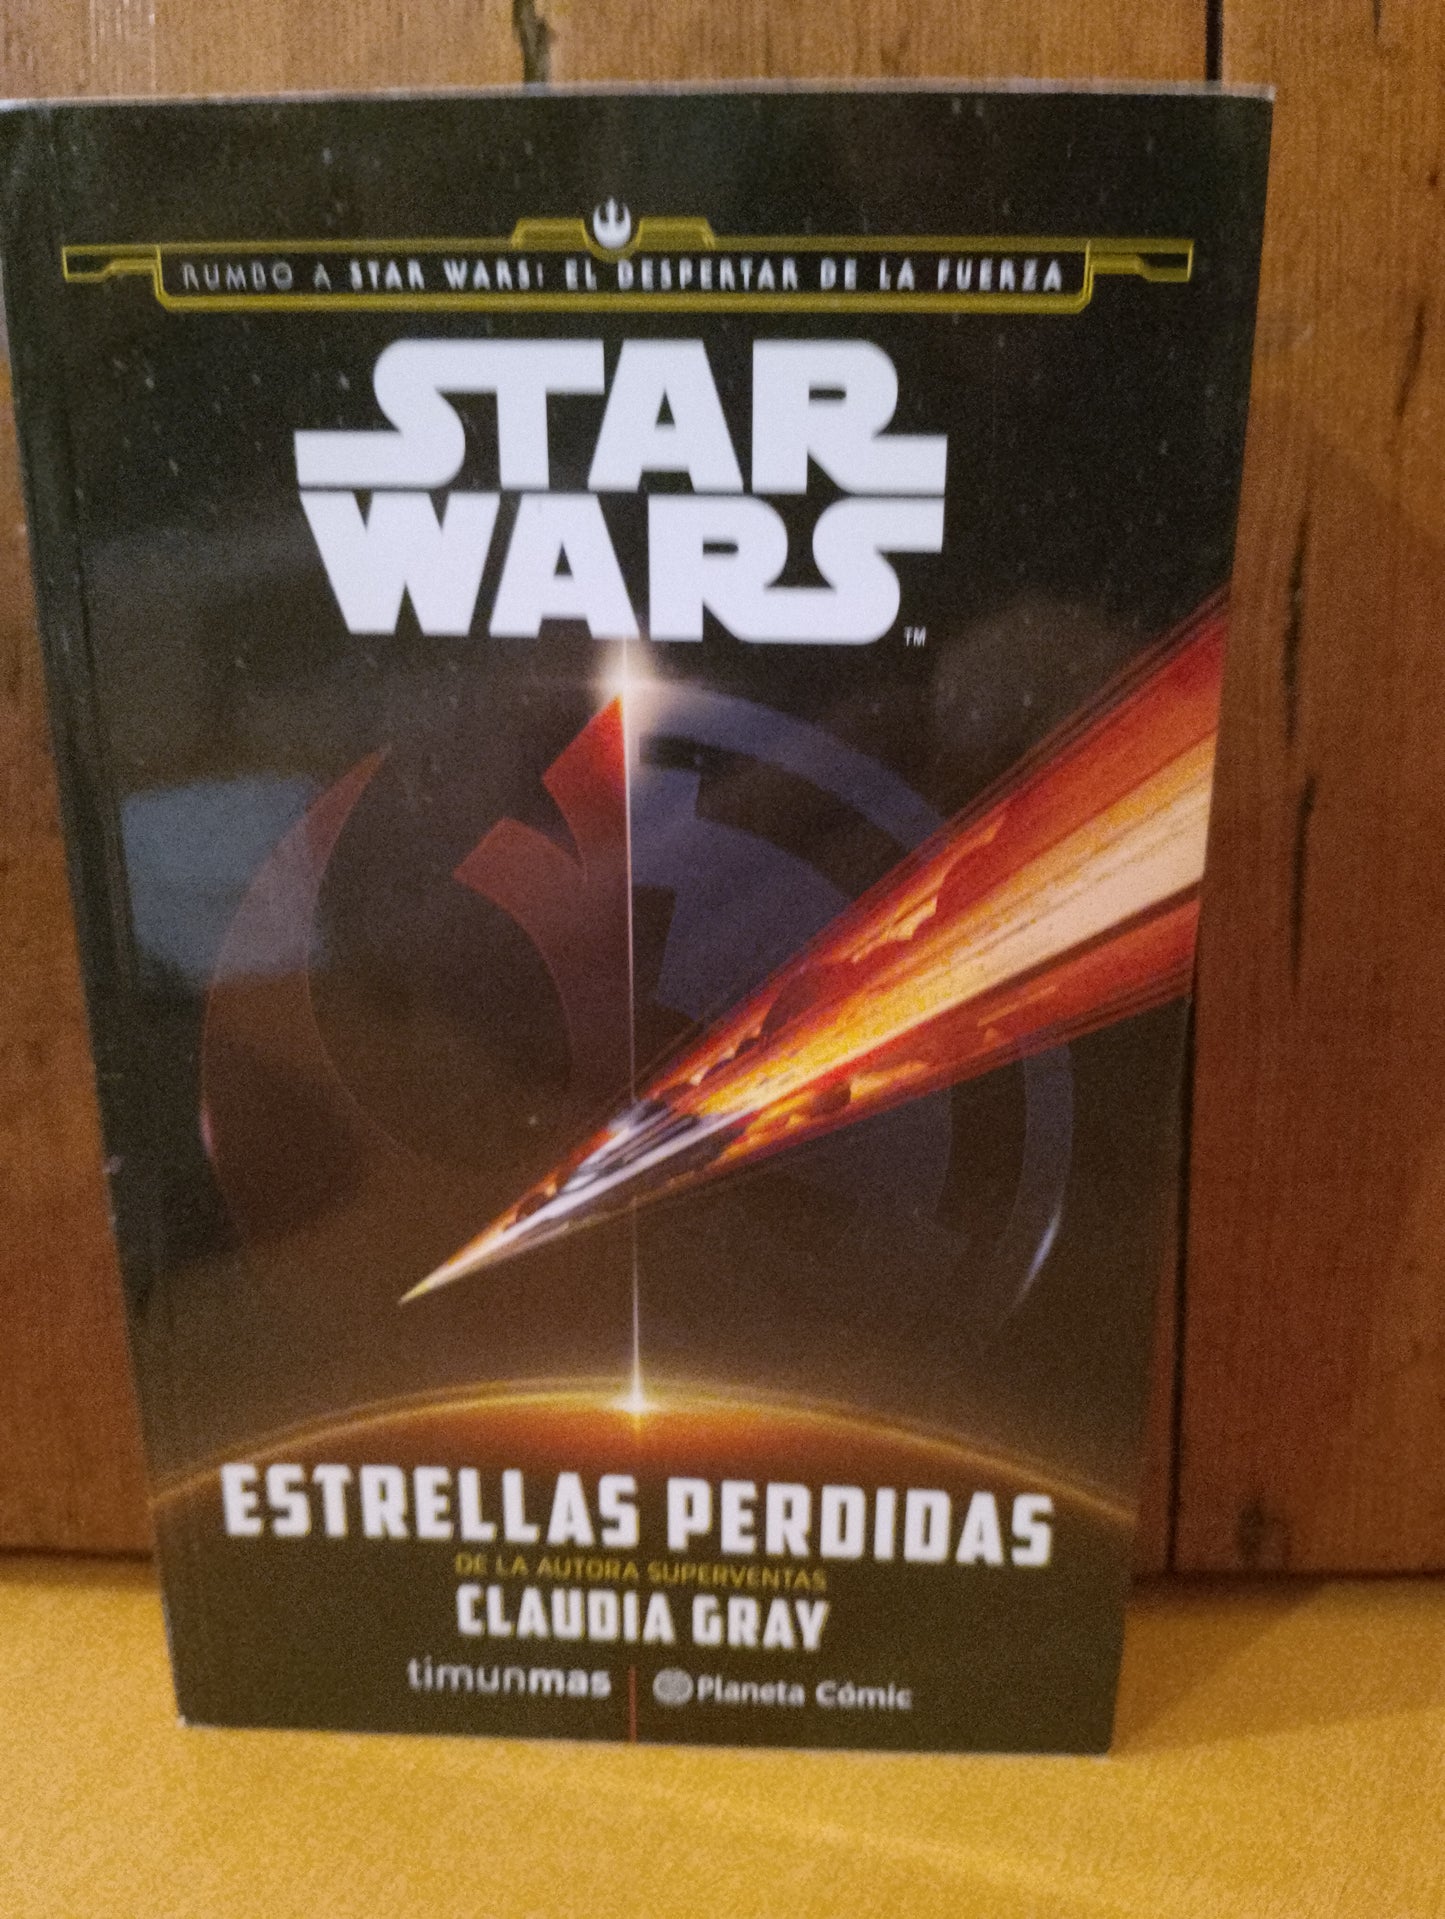 RUMBO A STAR WARS: EL DESPERTAR DE LA FUERZA
STAR
WARS
TM
ESTRELLAS PERDIDAS
DE LA AUTORA SUPERVENTAS
CLAUDIA GRAY
timunmas Planeta Cómic